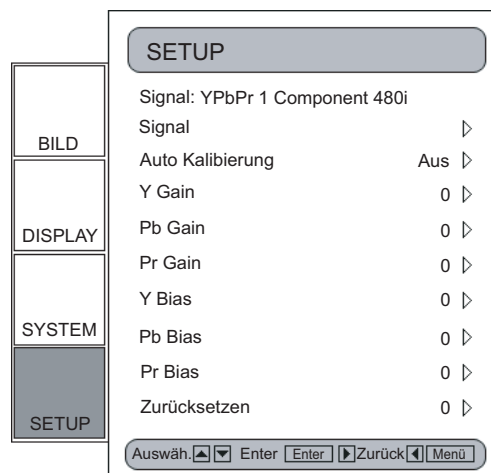 SETUP
Signal: YPbPr 1 Component 480i
Signal
Auto Kalibierung Aus
Y Gain 0
Pb Gain 0
Pr Gain 0
Y Bias 0
Pb Bias 0
Pr Bias 0
Zurücksetzen 0
BILD
DISPLAY
SYSTEM
SETUP
Auswäh. Enter Enter Zurück Menü